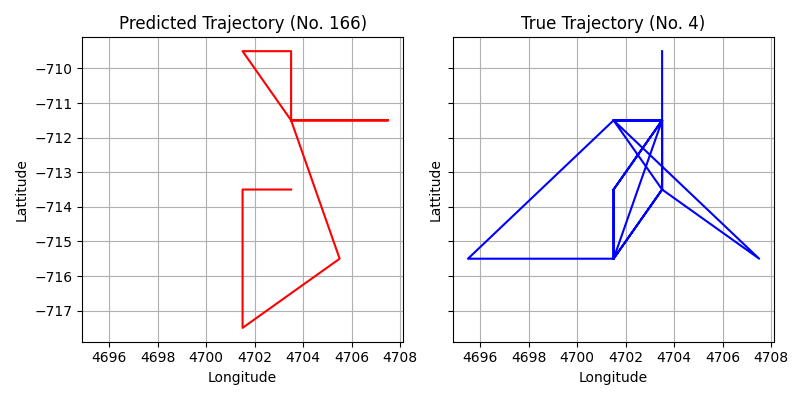 Predicted Trajectory (No. 166)
True Trajectory (No. 4)
−710
−711
−712
−713
−714
−715
−716
−717
Lattitude
Lattitude
4696 4698 4700 4702 4704 4706 4708
4696 4698 4700 4702 4704 4706 4708
Longitude
Longitude